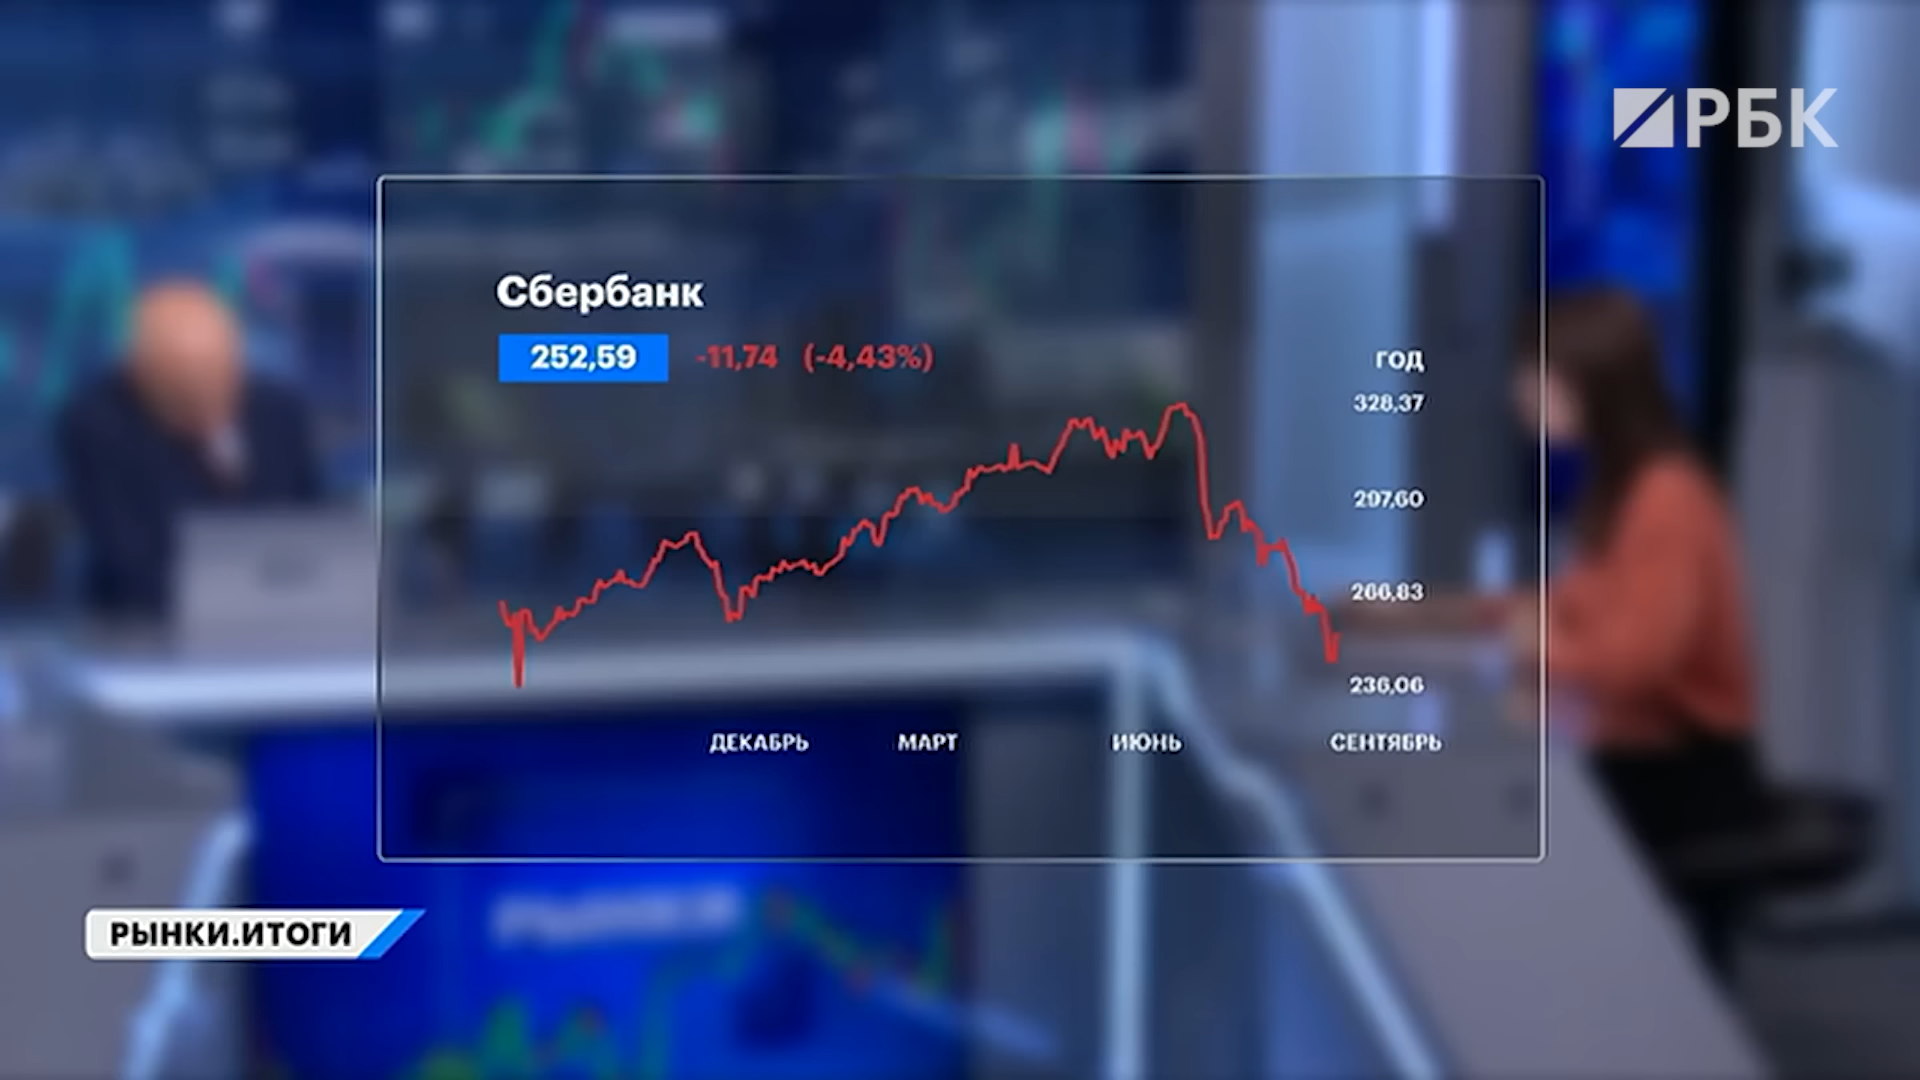 РБК
Сбербанк
252,59 -11,74 (-4,43%)
ГОД
328,37
297,60
266,83
236,06
ДЕКАБРЬ МАРТ ИЮНЬ СЕНТЯБРЬ
РЫНКИ
РЫНКИ.ИТОГИ